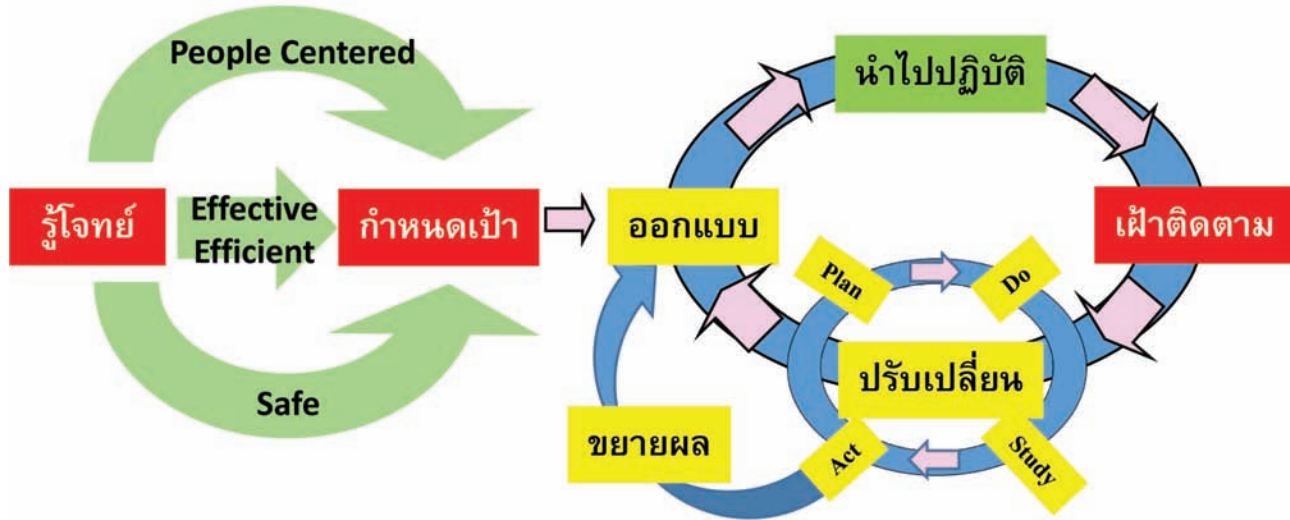 People Centered
รู้โจทย์
Effective
Efficient
กำหนดเป้า
Safe
ออกแบบ
นำไปปฏิบัติ
เฝ้าติดตาม
Plan
Do
ปรับเปลี่ยน
Study
Act
ขยายผล